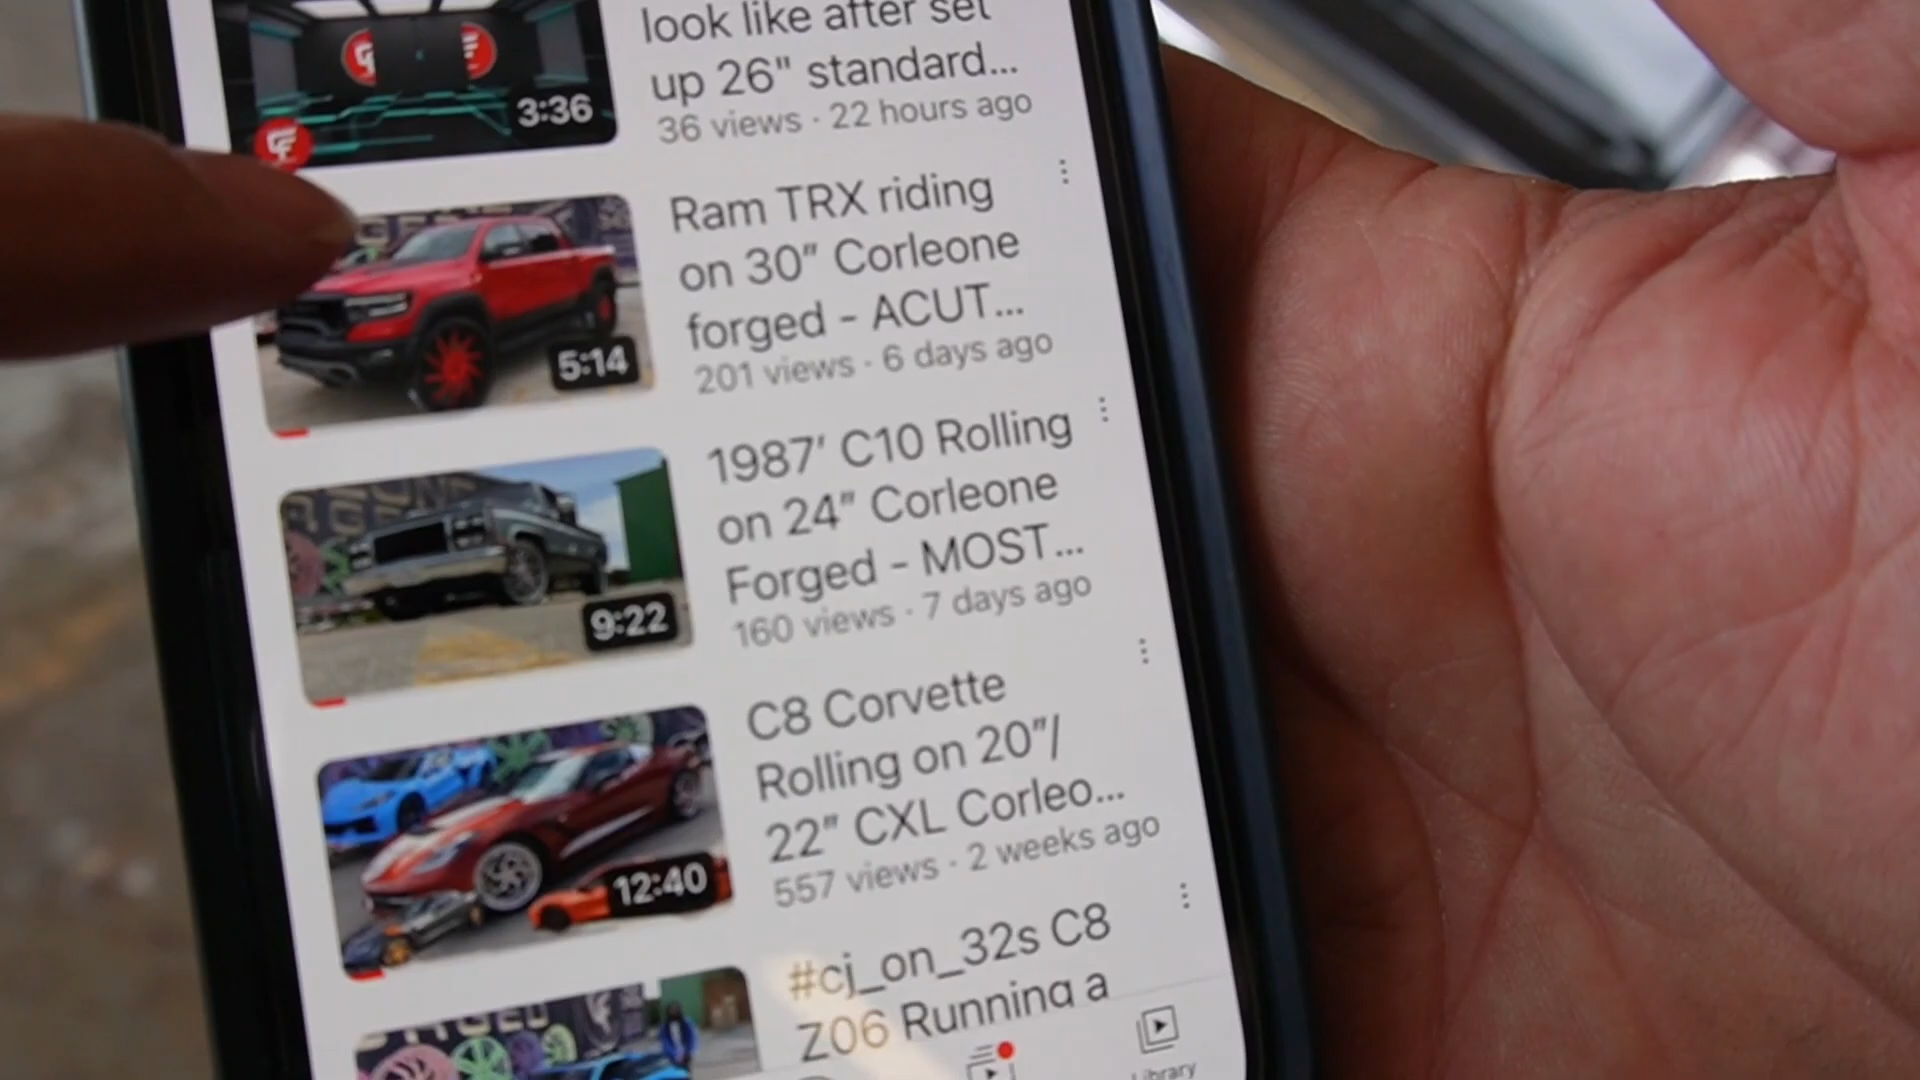 look like after set
up 26" standard...
36 views · 22 hours ago
3:36
Ram TRX riding
on 30" Corleone
forged - ACUT...
201 views · 6 days ago
5:14
1987' C10 Rolling
on 24" Corleone
Forged - MOST...
160 views · 7 days ago
9:22
C8 Corvette
Rolling on 20"/
22" CXL Corleo...
557 views · 2 weeks ago
12:40
#cj_on_32s C8
Z06 Running a
Library